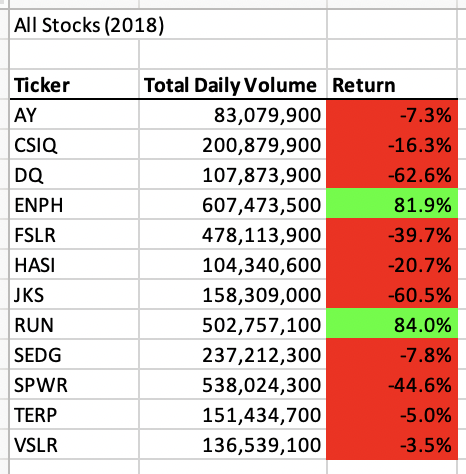 All Stocks (2018)
Ticker Total Daily Volume Return
AY 83,079,900 -7.3%
CSIQ 200,879,900 -16.3%
DQ 107,873,900 -62.6%
ENPH 607,473,500 81.9%
FSLR 478,113,900 -39.7%
HASI 104,340,600 -20.7%
JKS 158,309,000 -60.5%
RUN 502,757,100 84.0%
SEDG 237,212,300 -7.8%
SPWR 538,024,300 -44.6%
TERP 151,434,700 -5.0%
VSLR 136,539,100 -3.5%